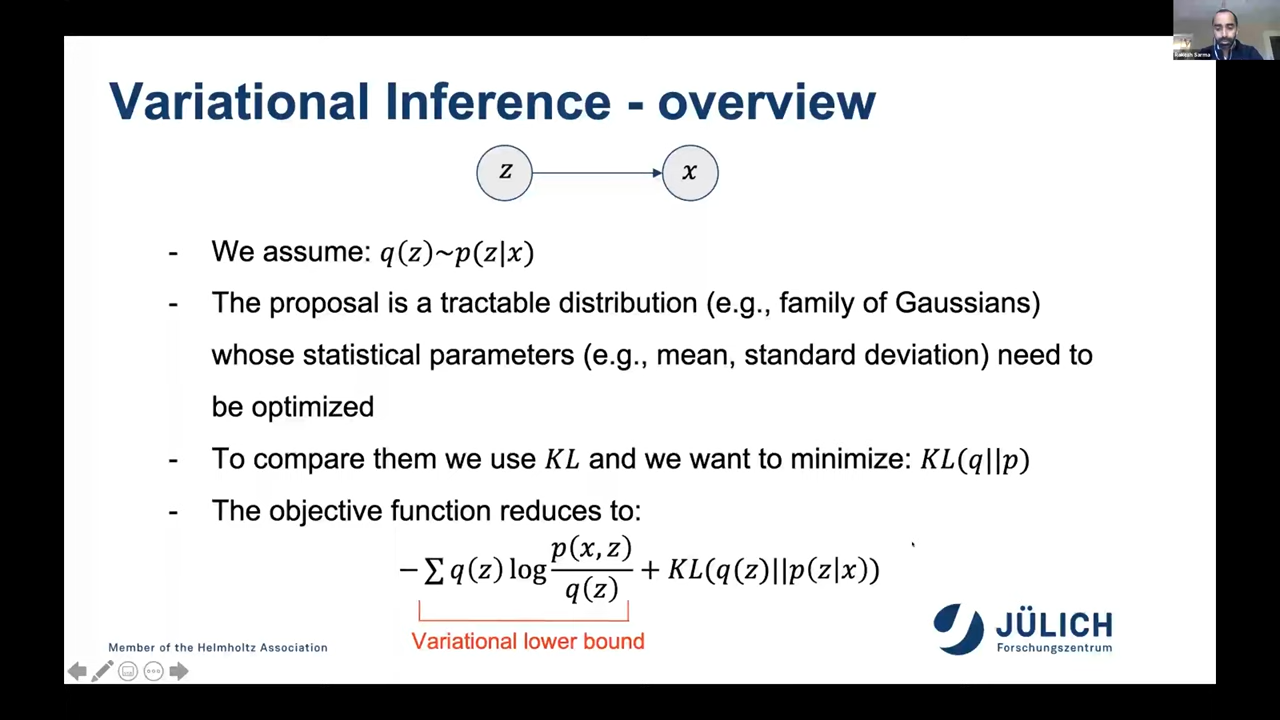 Rakesh Sarma
Variational Inference - overview
z x
- We assume: q(z)~p(z|x)
- The proposal is a tractable distribution (e.g., family of Gaussians)
whose statistical parameters (e.g., mean, standard deviation) need to
be optimized
- To compare them we use KL and we want to minimize: KL(q||p)
- The objective function reduces to:
− ∑ q(z) log p(x, z) / q(z) + KL(q(z)||p(z|x))
Variational lower bound
Member of the Helmholtz Association
JÜLICH
Forschungszentrum